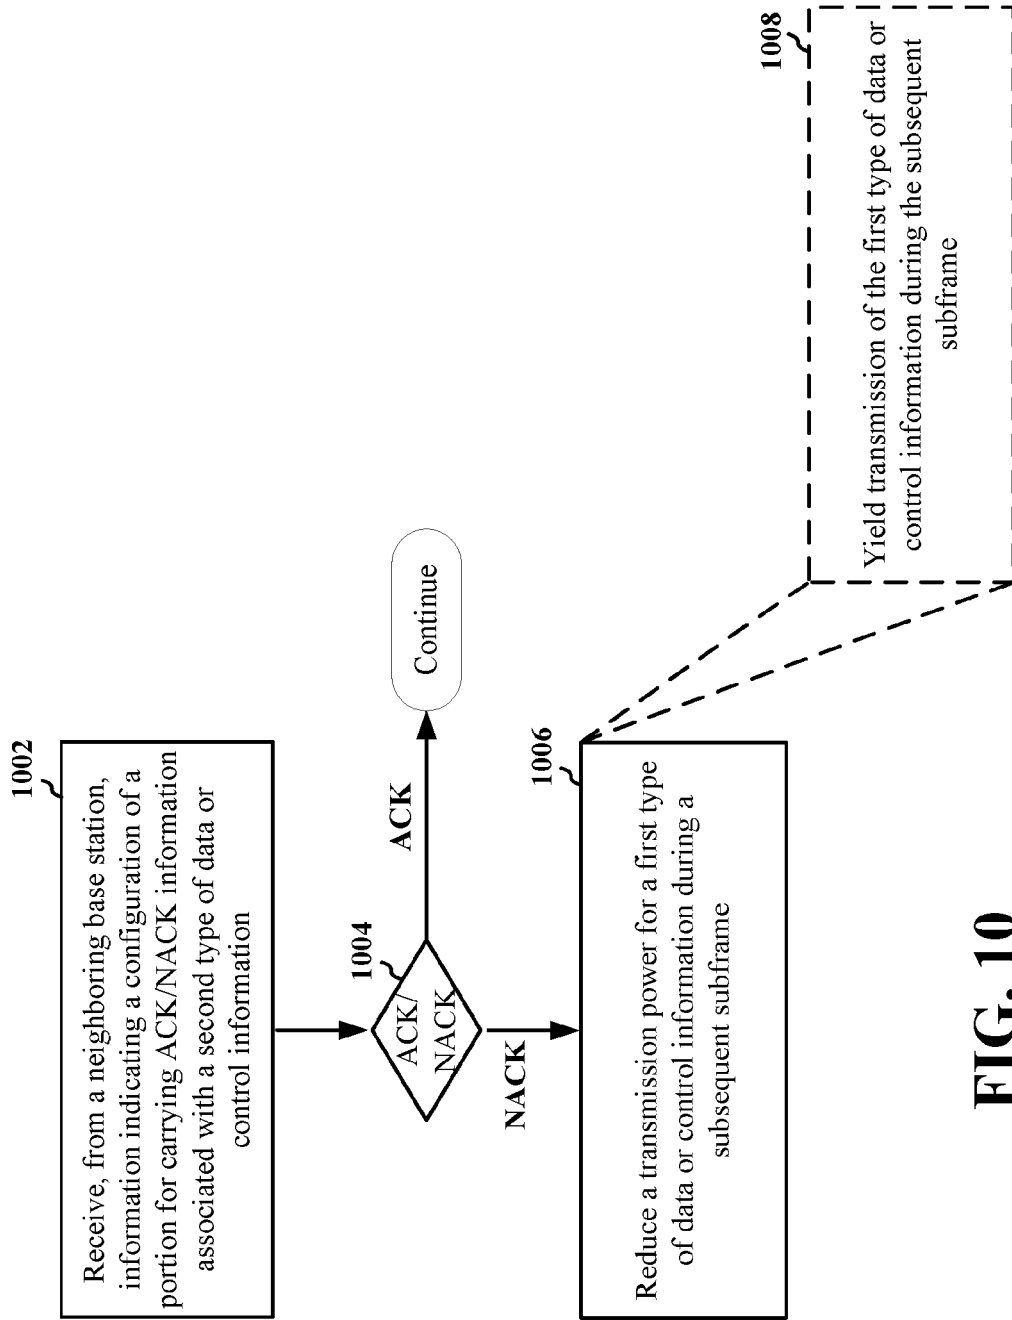 1002
Receive, from a neighboring base station,
information indicating a configuration of a
portion for carrying ACK/NACK information
associated with a second type of data or
control information
1004
ACK/
NACK
ACK
Continue
NACK
1006
Reduce a transmission power for a first type
of data or control information during a
subsequent subframe
1008
Yield transmission of the first type of data or
control information during the subsequent
subframe
FIG. 10